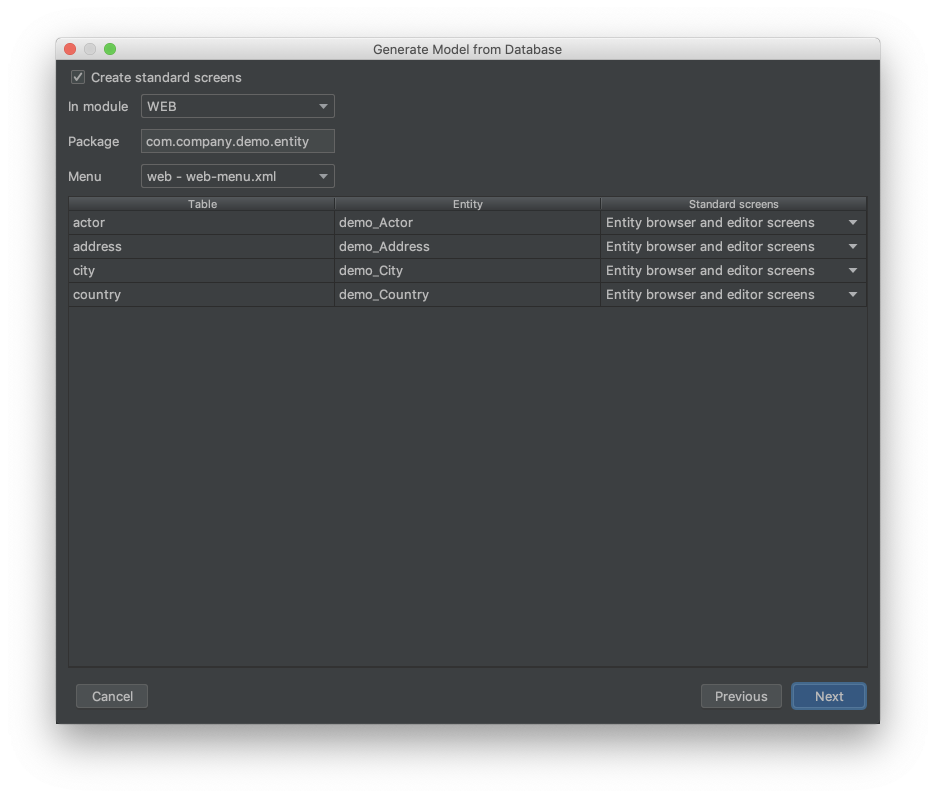 Generate Model from Database
Create standard screens
In module WEB
Package com.company.demo.entity
Menu web - web-menu.xml
Table Entity Standard screens
actor demo_Actor Entity browser and editor screens
address demo_Address Entity browser and editor screens
city demo_City Entity browser and editor screens
country demo_Country Entity browser and editor screens
Cancel Previous Next